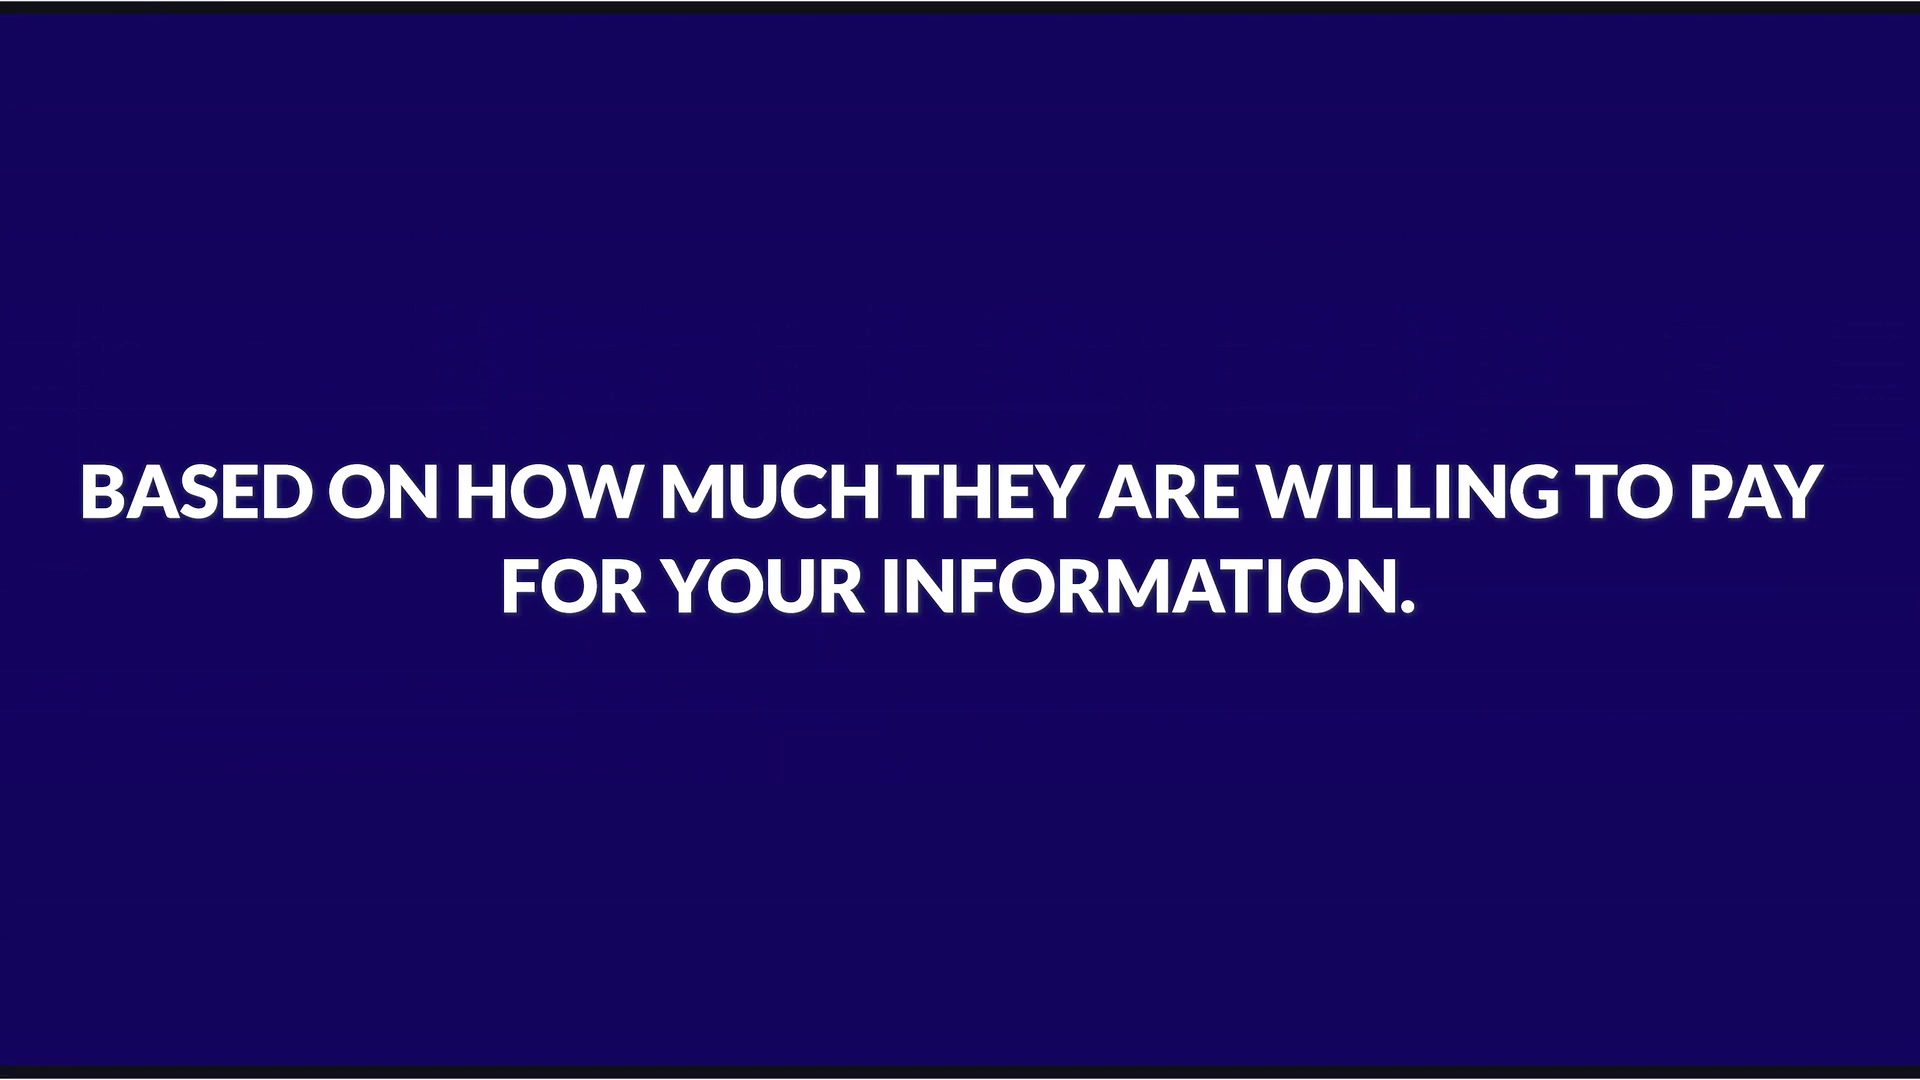 BASED ON HOW MUCH THEY ARE WILLING TO PAY
FOR YOUR INFORMATION.